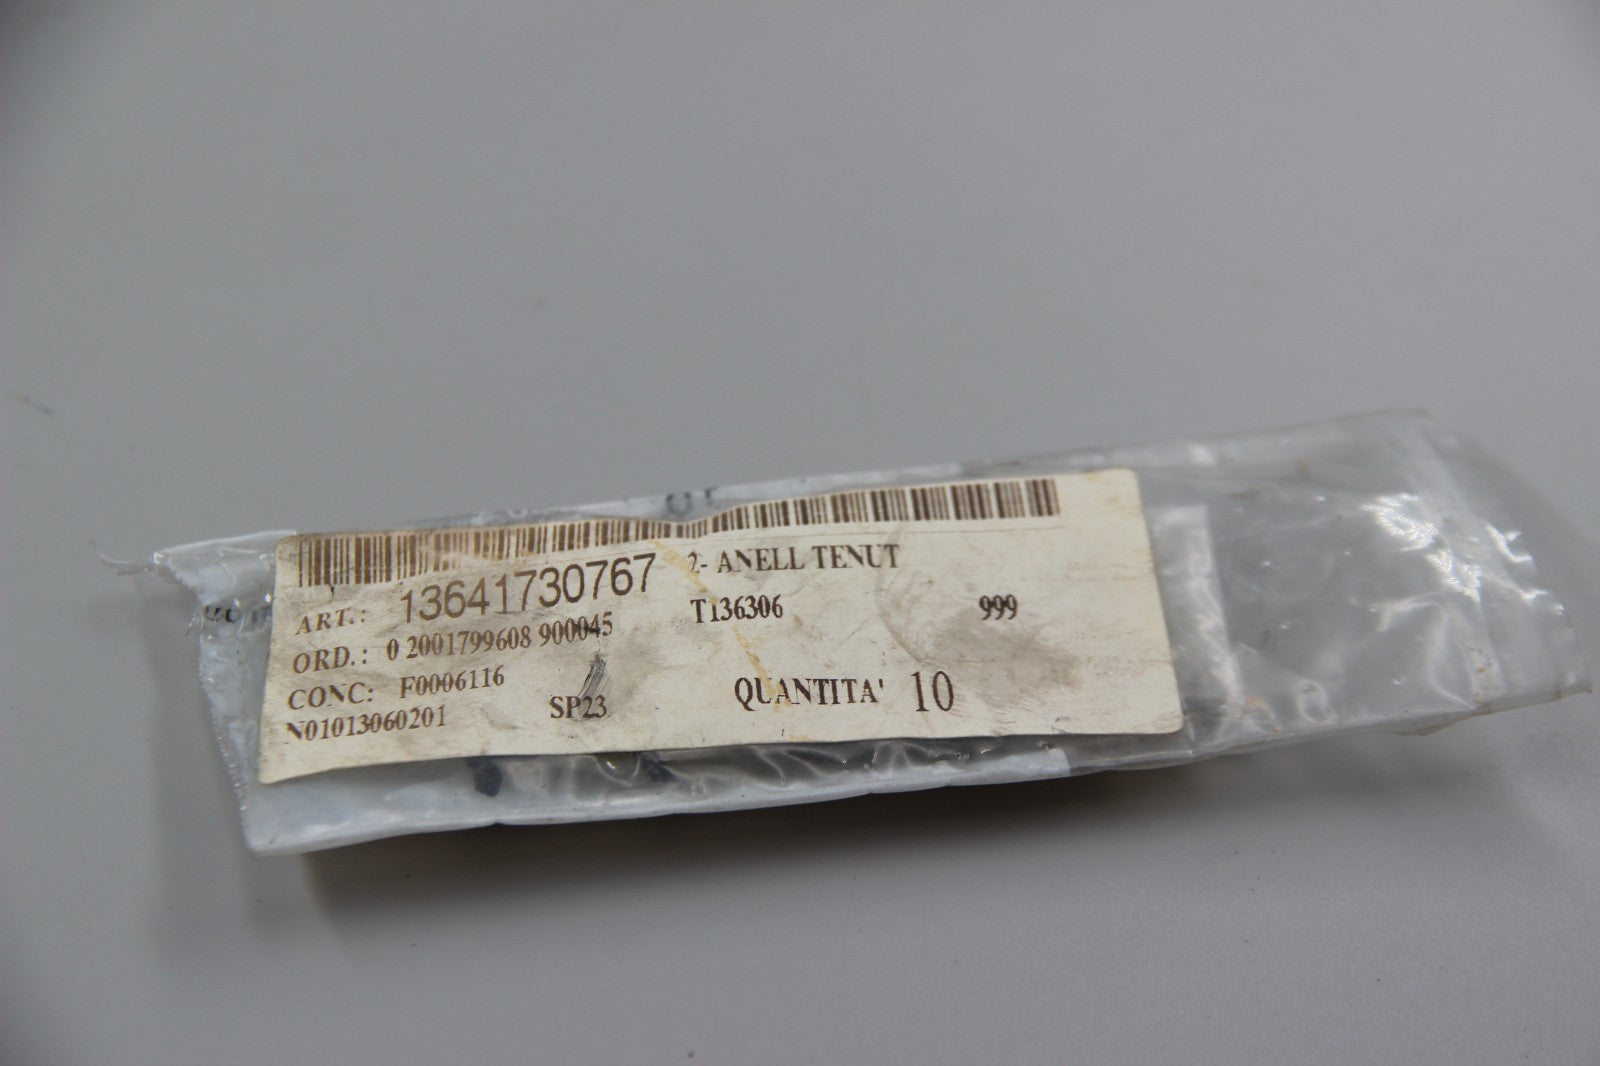 ART.: 13641730767 2- ANELL TENUT
ORD.: 0 2001799608 900045 T136306 999
CONC: F0006116
N01013060201 SP23 QUANTITA' 10